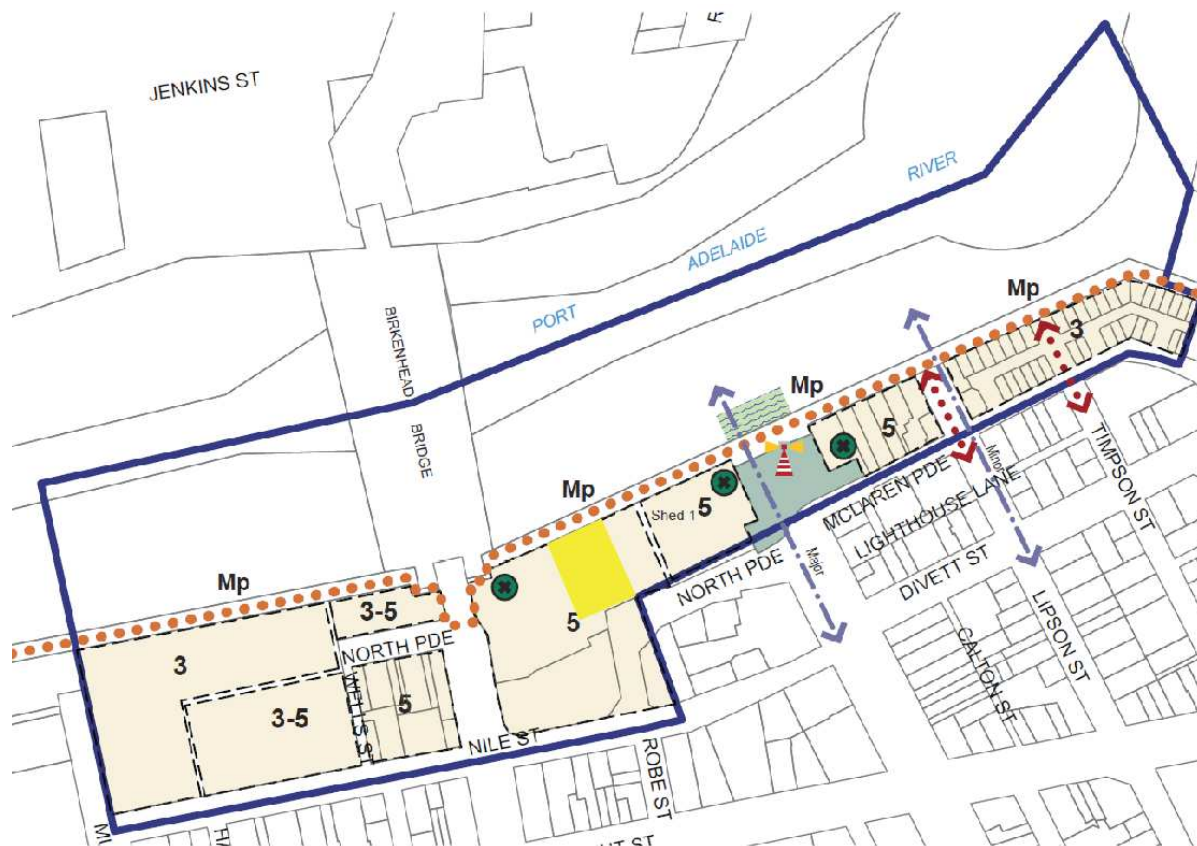 JENKINS ST
RIVER
ADELAIDE
PORT
BIRKENHEAD
BRIDGE
Mp
3
Mp
5
Mp
5
Shed 1
MCLAREN PDE
LIGHTHOUSE LANE
Minor
TIMPSON ST
NORTH PDE
Major
DIVETT ST
LIPSON ST
CALTON ST
Mp
3-5
5
NORTH PDE
3
3-5
WELLS ST
5
NILE ST
ROBE ST